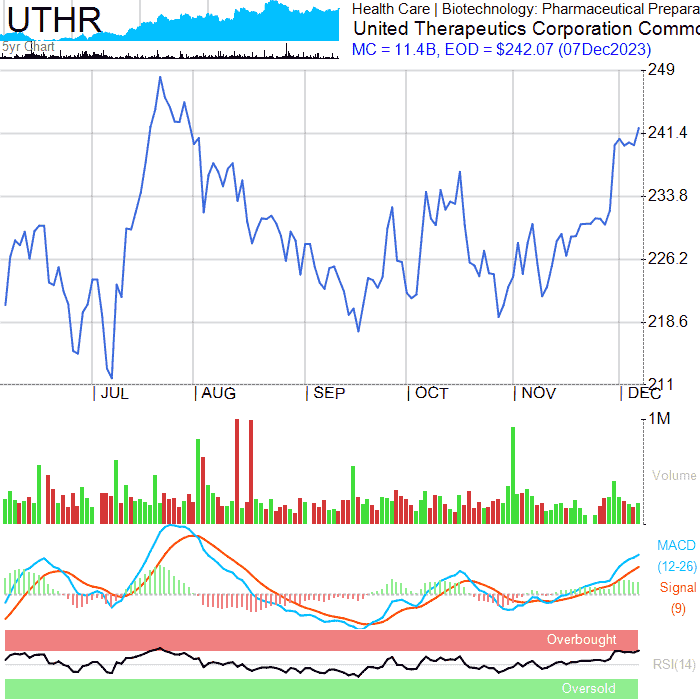 UTHR
5yr Chart
Health Care | Biotechnology: Pharmaceutical Prepara
United Therapeutics Corporation Commo
MC = 11.4B, EOD = $242.07 (07Dec2023)
249
241.4
233.8
226.2
218.6
211
JUL
AUG
SEP
OCT
NOV
DEC
1M
Volume
MACD
(12-26)
Signal
(9)
Overbought
RSI(14)
Oversold